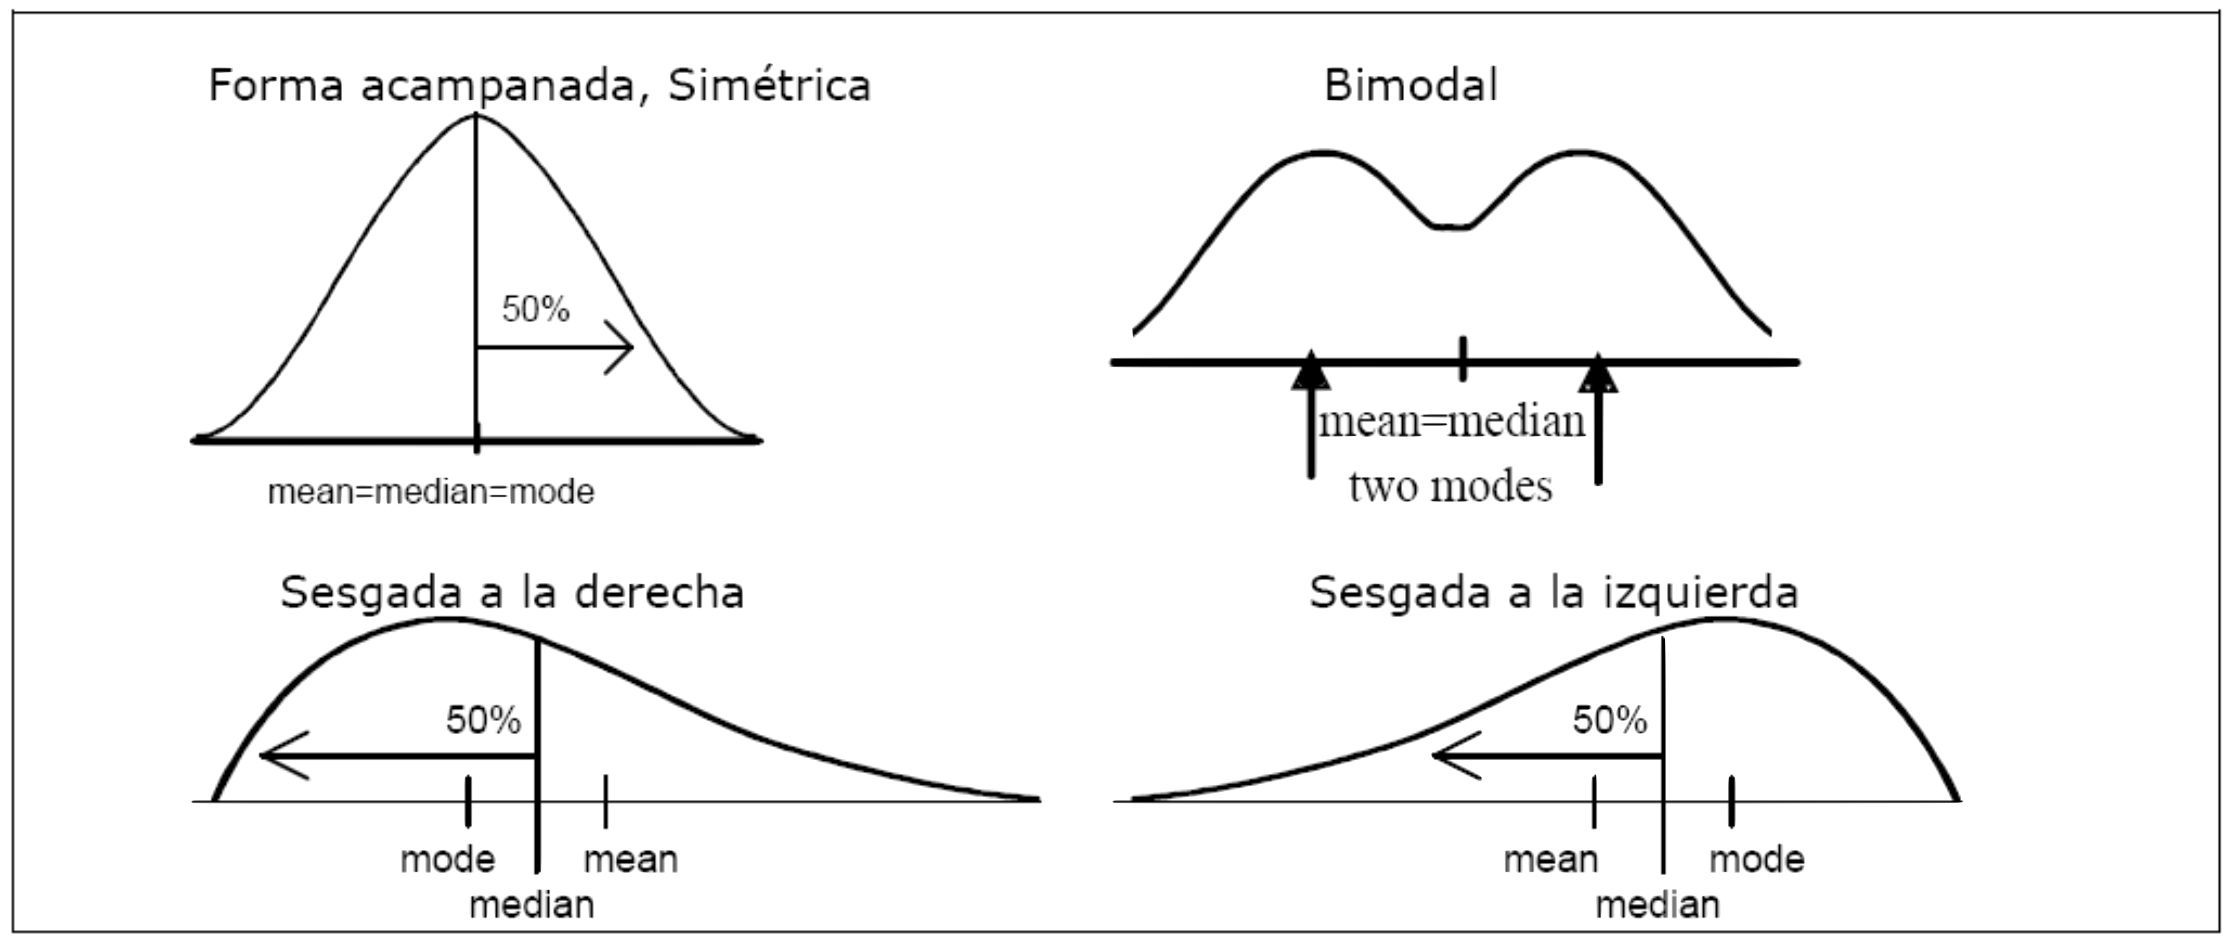 Forma acampanada, Simétrica
50%
mean=median=mode
Bimodal
mean=median
two modes
Sesgada a la derecha
50%
mode
mean
median
Sesgada a la izquierda
50%
mean
mode
median